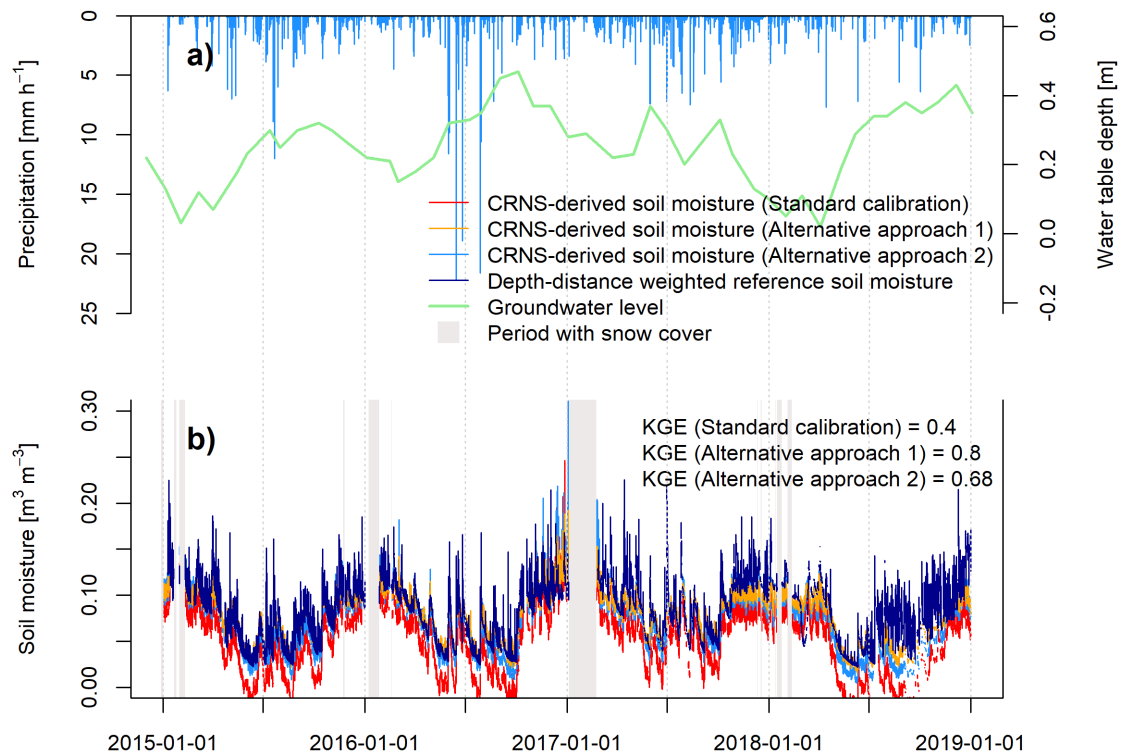 a)
Precipitation [mm h⁻¹]
0
5
10
15
20
25
Water table depth [m]
0.6
0.4
0.2
0.0
-0.2
CRNS-derived soil moisture (Standard calibration)
CRNS-derived soil moisture (Alternative approach 1)
CRNS-derived soil moisture (Alternative approach 2)
Depth-distance weighted reference soil moisture
Groundwater level
Period with snow cover
b)
Soil moisture [m³ m⁻³]
0.30
0.20
0.10
0.00
KGE (Standard calibration) = 0.4
KGE (Alternative approach 1) = 0.8
KGE (Alternative approach 2) = 0.68
2015-01-01
2016-01-01
2017-01-01
2018-01-01
2019-01-01